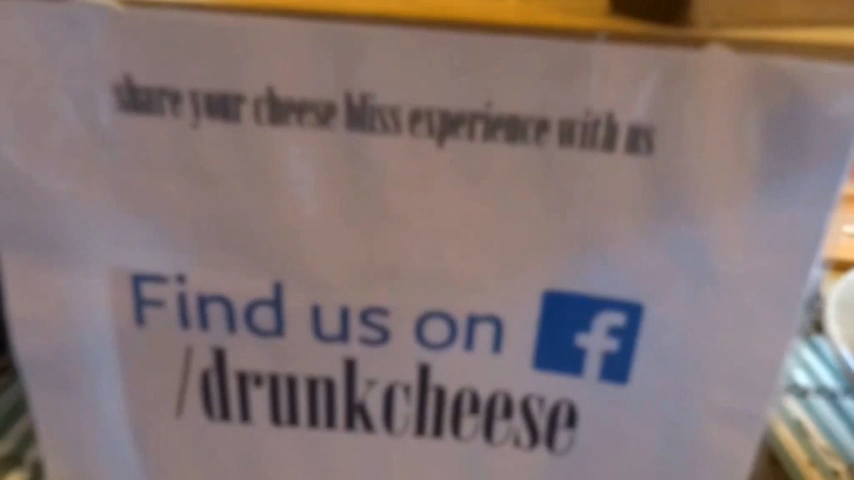 share your cheese bliss experience with us
Find us on f
/drunkcheese